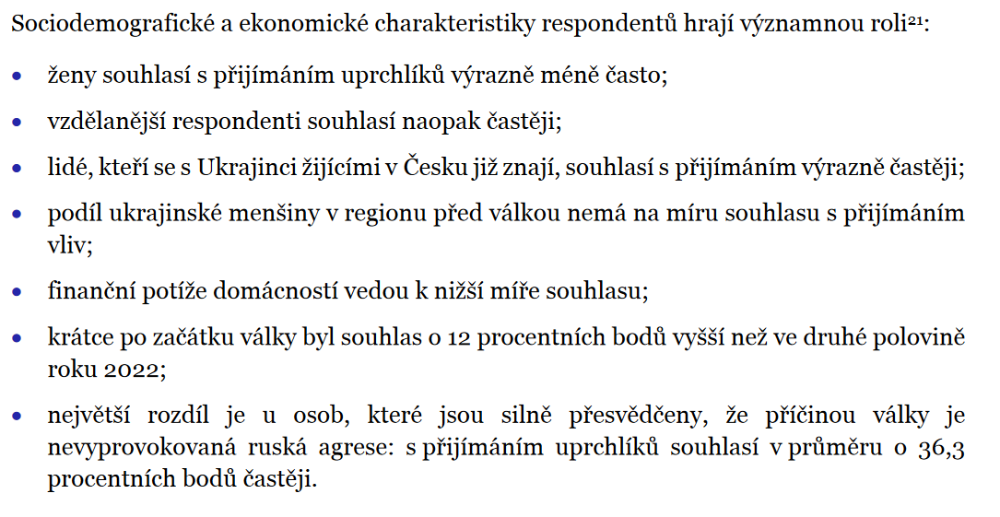 Sociodemografické a ekonomické charakteristiky respondentů hrají významnou roli²¹:
• ženy souhlasí s přijímáním uprchlíků výrazně méně často;
• vzdělanější respondenti souhlasí naopak častěji;
• lidé, kteří se s Ukrajinci žijícími v Česku již znají, souhlasí s přijímáním výrazně častěji;
• podíl ukrajinské menšiny v regionu před válkou nemá na míru souhlasu s přijímáním
vliv;
• finanční potíže domácností vedou k nižší míře souhlasu;
• krátce po začátku války byl souhlas o 12 procentních bodů vyšší než ve druhé polovině
roku 2022;
• největší rozdíl je u osob, které jsou silně přesvědčeny, že příčinou války je
nevyprovokovaná ruská agrese: s přijímáním uprchlíků souhlasí v průměru o 36,3
procentních bodů častěji.